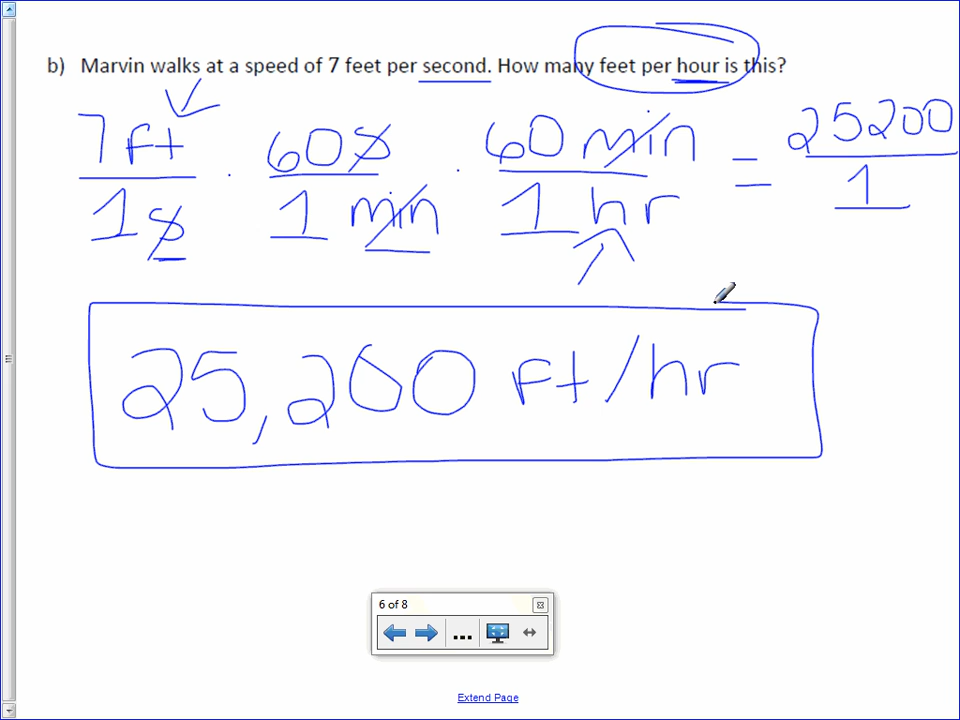 b) Marvin walks at a speed of 7 feet per second. How many feet per hour is this?
7 ft / 1 s · 60 s / 1 min · 60 min / 1 hr = 25200 / 1
25,200 ft/hr
6 of 8
...
Extend Page